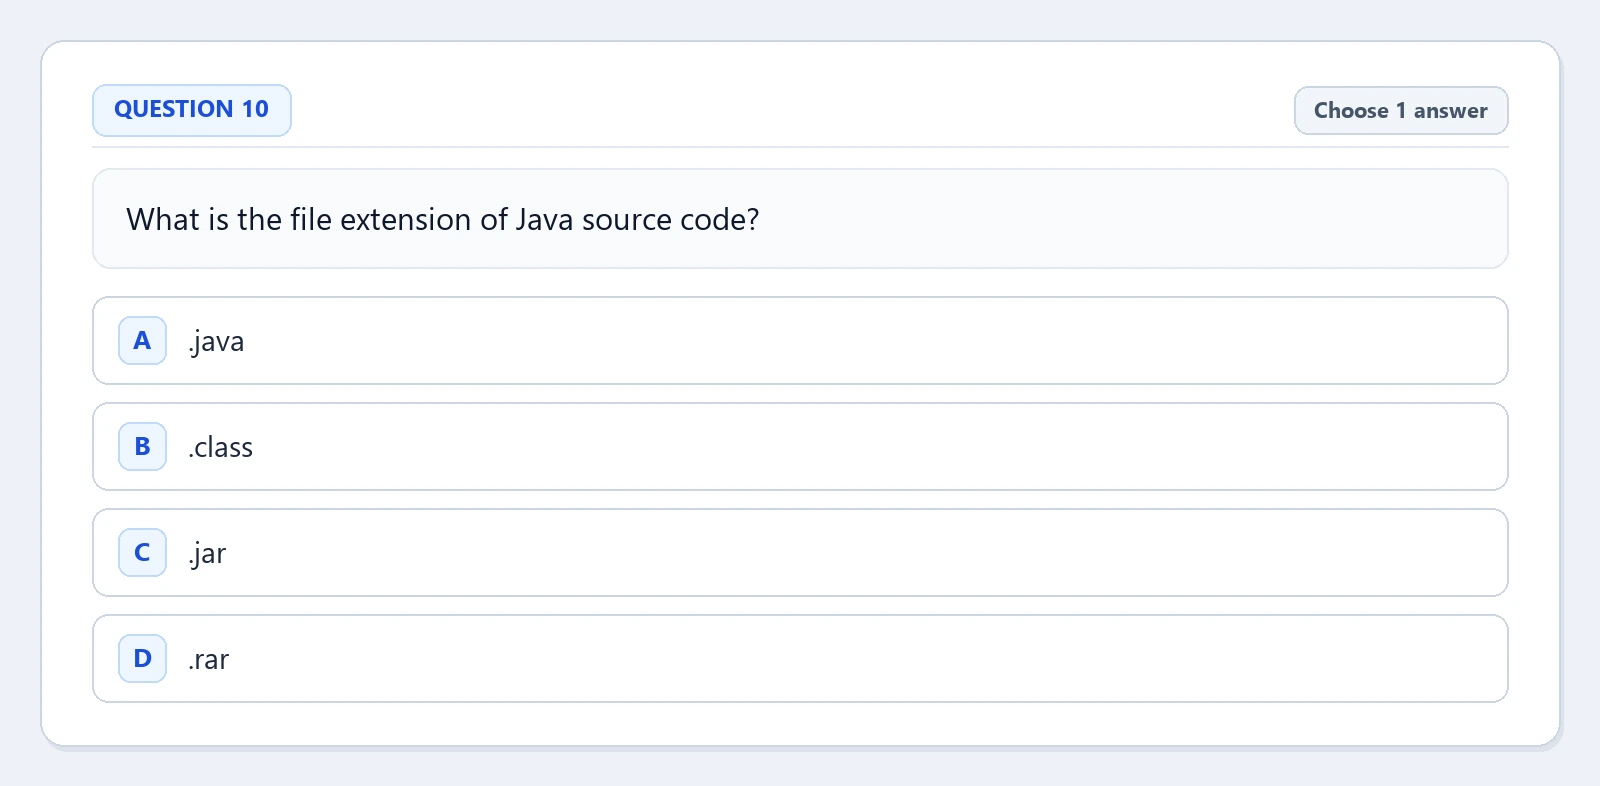 QUESTION 10
Choose 1 answer
What is the file extension of Java source code?
A .java
B .class
C .jar
D .rar